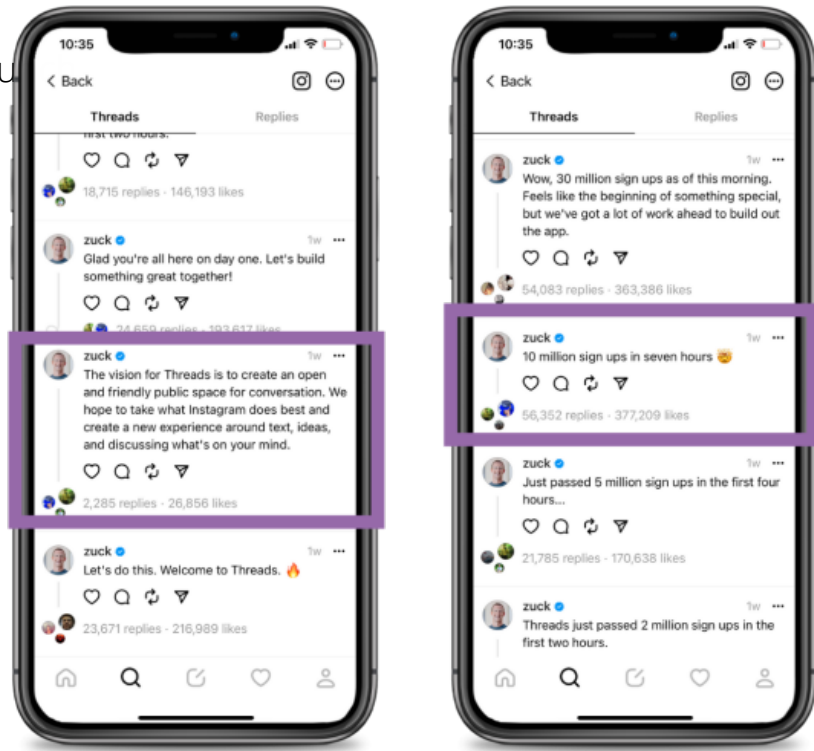 u
10:35
Back
Threads
Replies
first two hours.
18,715 replies · 146,193 likes
zuck
1w
Glad you're all here on day one. Let's build
something great together!
24,659 replies · 193,617 likes
zuck
1w
The vision for Threads is to create an open
and friendly public space for conversation. We
hope to take what Instagram does best and
create a new experience around text, ideas,
and discussing what's on your mind.
2,285 replies · 26,856 likes
zuck
1w
Let's do this. Welcome to Threads. 🔥
23,671 replies · 216,989 likes
10:35
Back
Threads
Replies
zuck
1w
Wow, 30 million sign ups as of this morning.
Feels like the beginning of something special,
but we've got a lot of work ahead to build out
the app.
54,083 replies · 363,386 likes
zuck
1w
10 million sign ups in seven hours 🤯
56,352 replies · 377,209 likes
zuck
1w
Just passed 5 million sign ups in the first four
hours...
21,785 replies · 170,638 likes
zuck
1w
Threads just passed 2 million sign ups in the
first two hours.